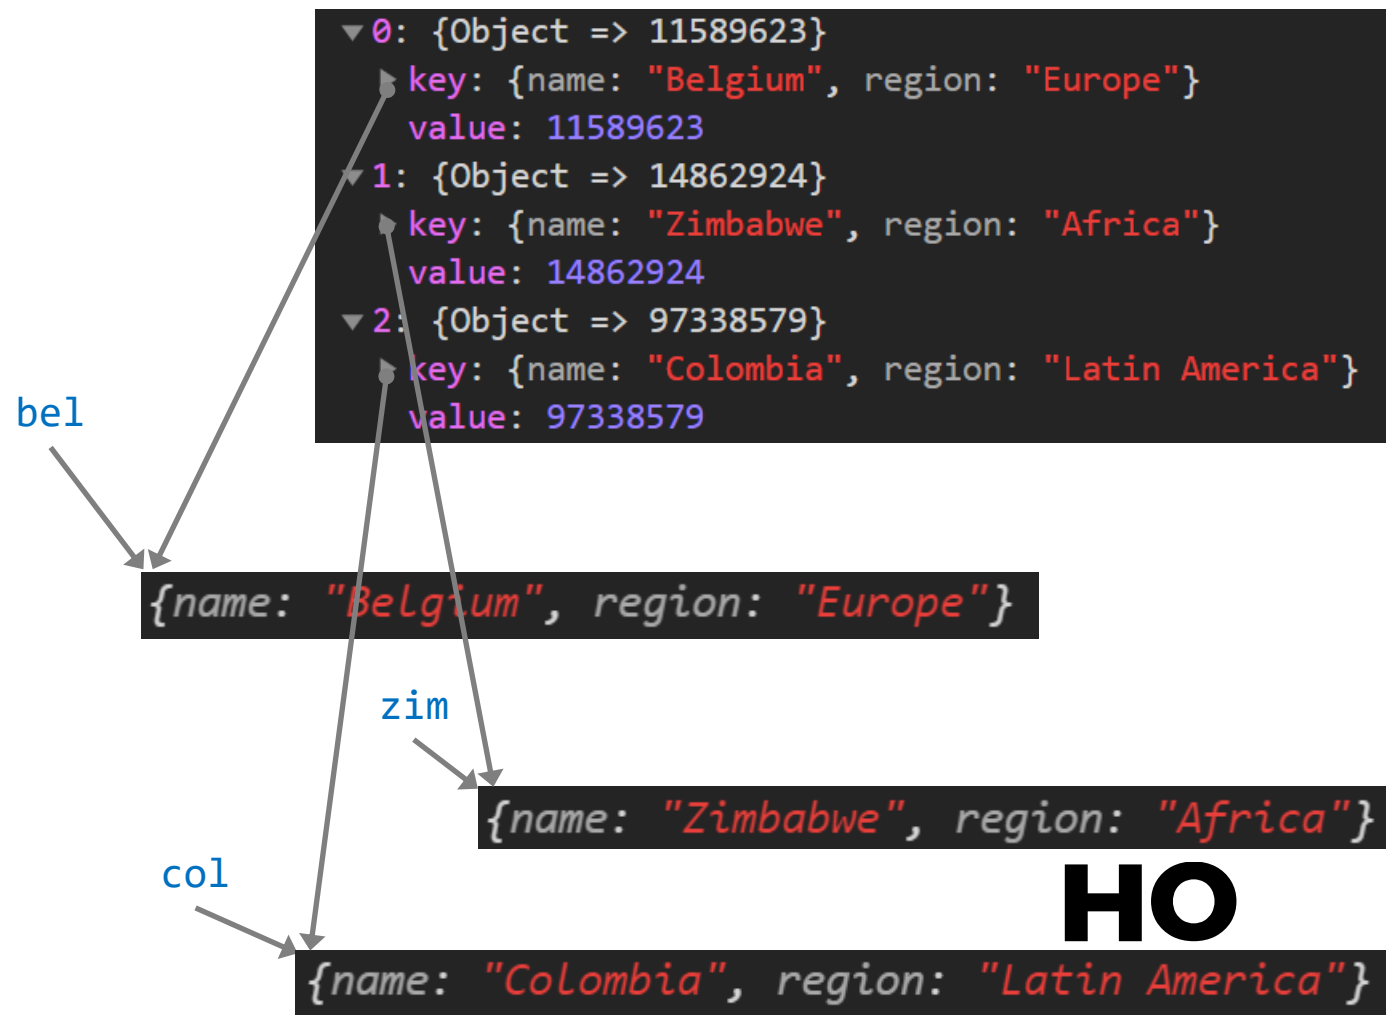 0: {Object => 11589623}
key: {name: "Belgium", region: "Europe"}
value: 11589623
1: {Object => 14862924}
key: {name: "Zimbabwe", region: "Africa"}
value: 14862924
2: {Object => 97338579}
key: {name: "Colombia", region: "Latin America"}
value: 97338579
bel
{name: "Belgium", region: "Europe"}
zim
{name: "Zimbabwe", region: "Africa"}
HO
col
{name: "Colombia", region: "Latin America"}